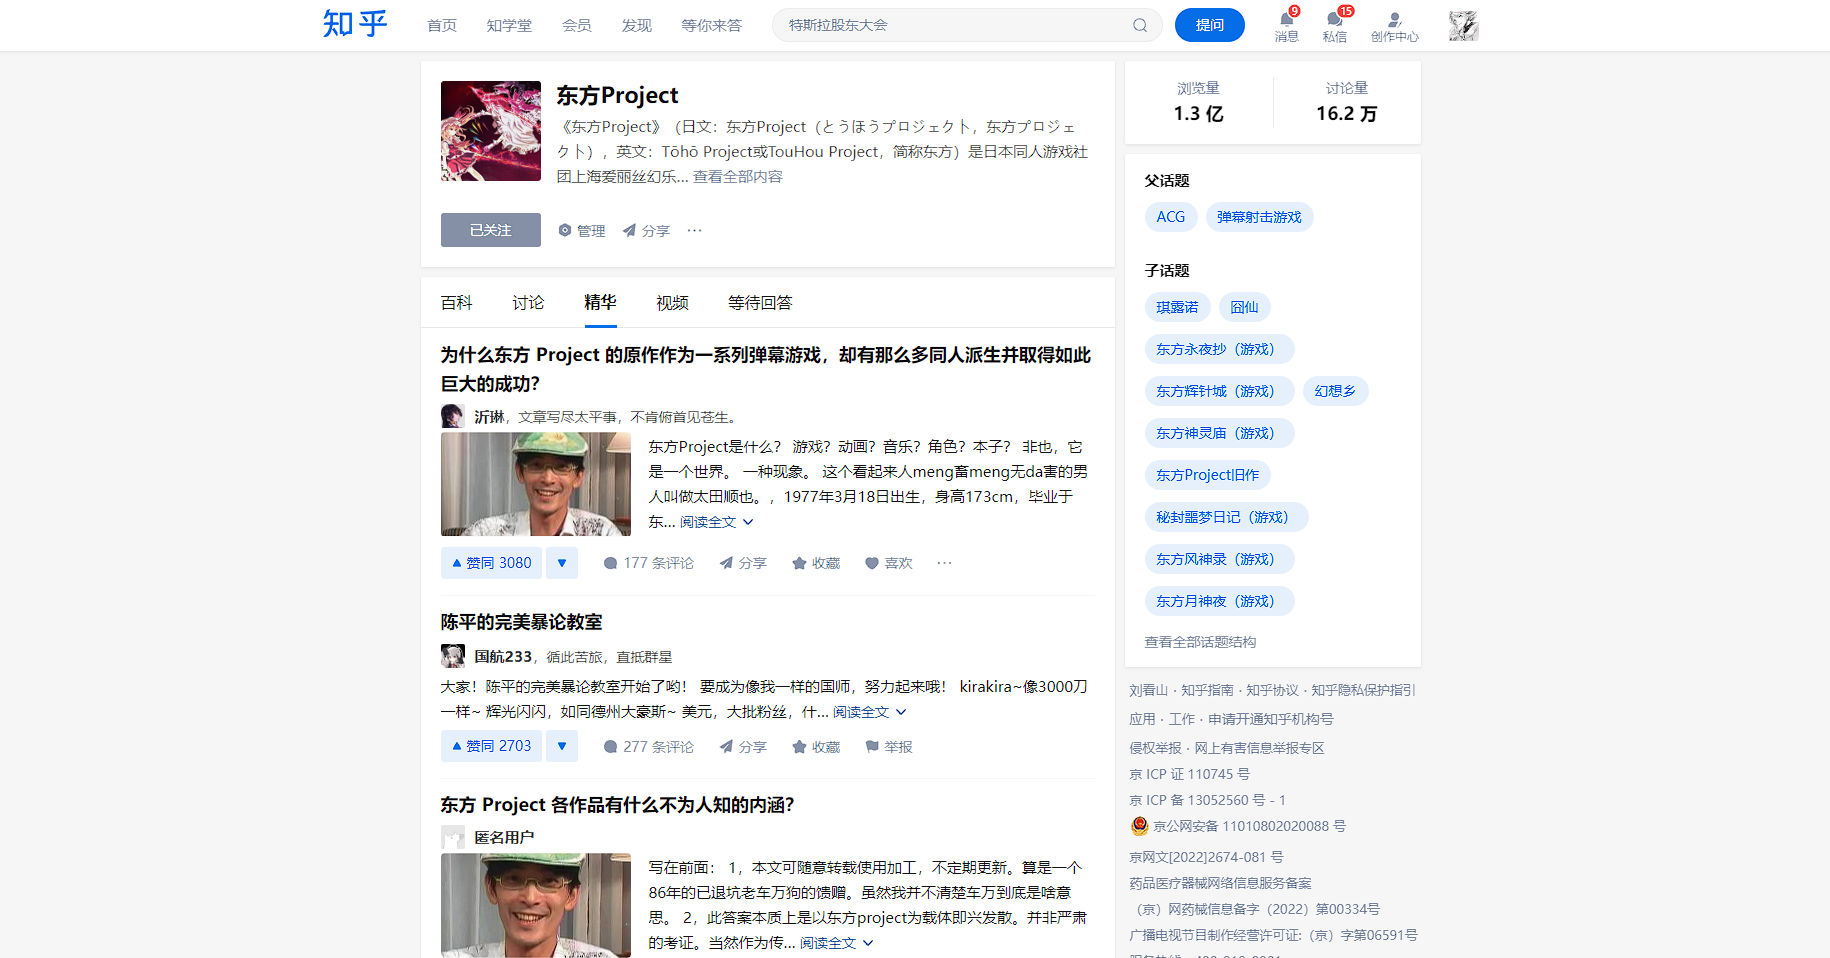 知乎
首页 知学堂 会员 发现 等你来答
特斯拉股东大会
提问
9
消息
15
私信
创作中心
东方Project
《东方Project》（日文：东方Project（とうほうプロジェクト，东方プロジェ
クト），英文：Tōhō Project或TouHou Project，简称东方）是日本同人游戏社
团上海爱丽丝幻乐... 查看全部内容
已关注
管理 分享 ···
百科 讨论 精华 视频 等待回答
为什么东方 Project 的原作作为一系列弹幕游戏，却有那么多同人派生并取得如此
巨大的成功？
沂琳，文章写尽太平事，不肯俯首见苍生。
东方Project是什么？ 游戏？动画？音乐？角色？本子？ 非也，它
是一个世界。 一种现象。 这个看起来人meng畜meng无da害的男
人叫做太田顺也。，1977年3月18日出生，身高173cm，毕业于
东... 阅读全文
赞同 3080
177 条评论 分享 收藏 喜欢 ···
陈平的完美暴论教室
国航233，循此苦旅，直抵群星
大家！陈平的完美暴论教室开始了哟！ 要成为像我一样的国师，努力起来哦！ kirakira~像3000刀
一样~ 辉光闪闪，如同德州大豪斯~ 美元，大批粉丝，什... 阅读全文
赞同 2703
277 条评论 分享 收藏 举报
东方 Project 各作品有什么不为人知的内涵？
匿名用户
写在前面： 1，本文可随意转载使用加工，不定期更新。算是一个
86年的已退坑老车万狗的馈赠。虽然我并不清楚车万到底是啥意
思。 2，此答案本质上是以东方project为载体即兴发散。并非严肃
的考证。当然作为传... 阅读全文
浏览量
1.3 亿
讨论量
16.2 万
父话题
ACG 弹幕射击游戏
子话题
琪露诺 囧仙
东方永夜抄（游戏）
东方辉针城（游戏） 幻想乡
东方神灵庙（游戏）
东方Project旧作
秘封噩梦日记（游戏）
东方风神录（游戏）
东方月神夜（游戏）
查看全部话题结构
刘看山 · 知乎指南 · 知乎协议 · 知乎隐私保护指引
应用 · 工作 · 申请开通知乎机构号
侵权举报 · 网上有害信息举报专区
京 ICP 证 110745 号
京 ICP 备 13052560 号 - 1
京公网安备 11010802020088 号
京网文[2022]2674-081 号
药品医疗器械网络信息服务备案
（京）网药械信息备字（2022）第00334号
广播电视节目制作经营许可证:（京）字第06591号